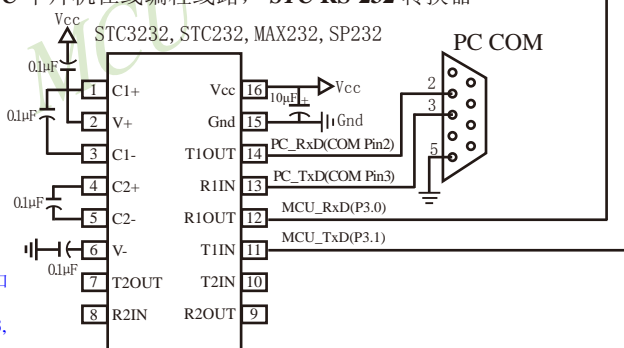 单片机在线编程线路， STC RS-232 转换器
Vcc
STC3232,STC232,MAX232,SP232
PC COM
MCU
0.1μF
0.1μF
0.1μF
0.1μF
1 C1+
2 V+
3 C1-
4 C2+
5 C2-
6 V-
7 T2OUT
8 R2IN
Vcc 16
Gnd 15
T1OUT 14
R1IN 13
R1OUT 12
T1IN 11
T2IN 10
R2OUT 9
Vcc
10μF +
Gnd
PC_RxD(COM Pin2)
PC_TxD(COM Pin3)
MCU_RxD(P3.0)
MCU_TxD(P3.1)
2
3
5